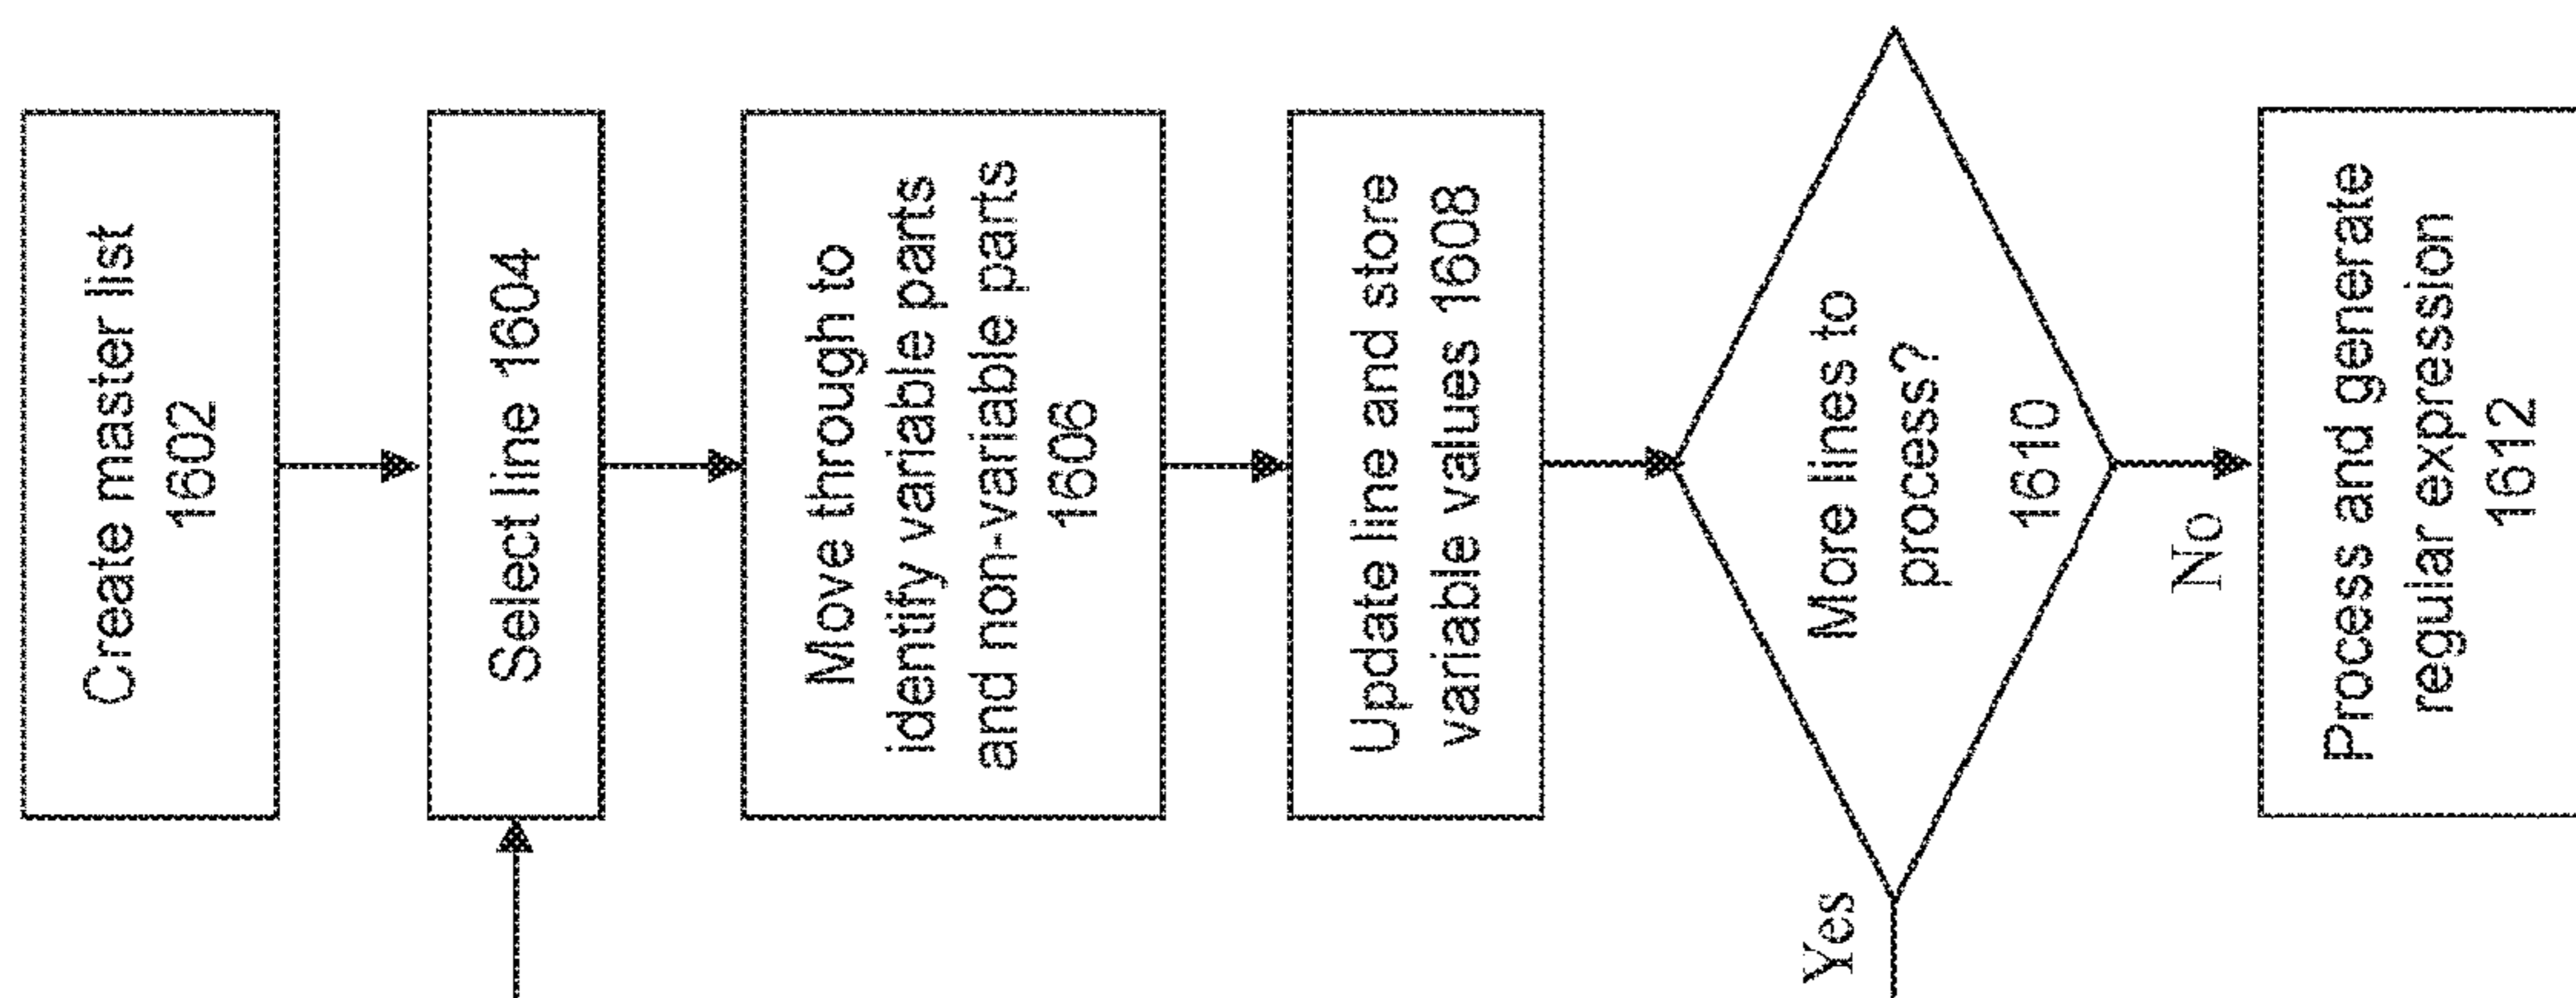 Create master list
1602
Select line 1604
Move through to
identify variable parts
and non-variable parts
1606
Update line and store
variable values 1608
More lines to
process?
1610
Yes
No
Process and generate
regular expression
1612